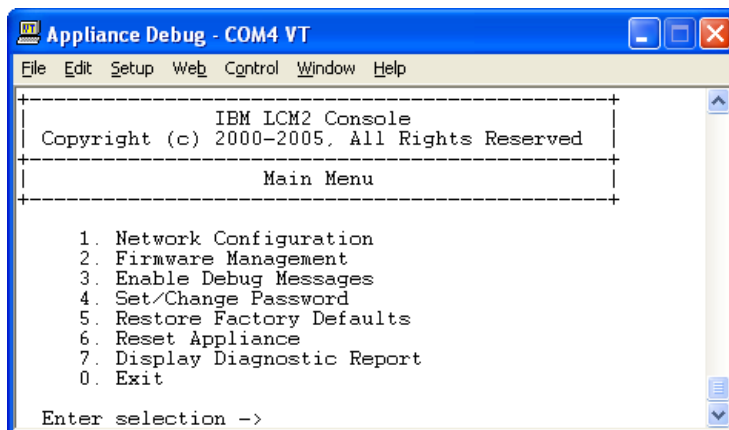 Appliance Debug - COM4 VT
File Edit Setup Web Control Window Help
IBM LCM2 Console
Copyright (c) 2000-2005, All Rights Reserved
Main Menu
1. Network Configuration
2. Firmware Management
3. Enable Debug Messages
4. Set/Change Password
5. Restore Factory Defaults
6. Reset Appliance
7. Display Diagnostic Report
0. Exit
Enter selection ->